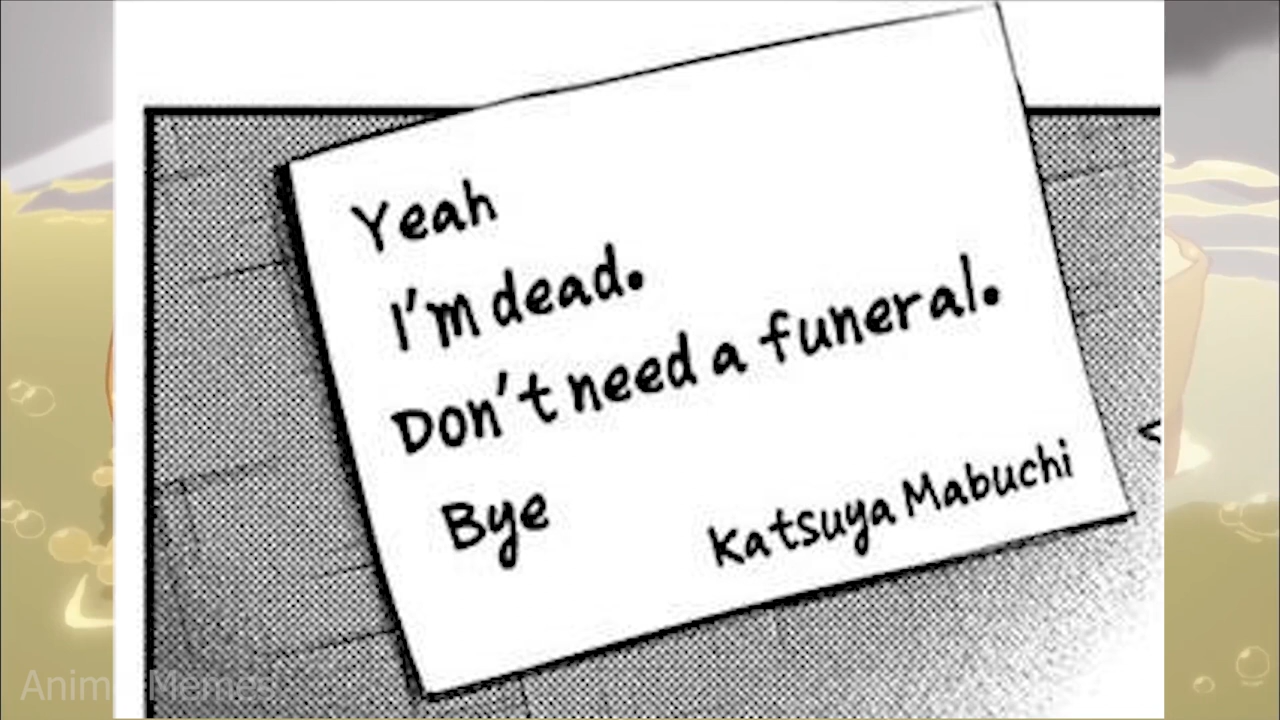 Yeah
I'm dead.
Don't need a funeral.
Bye
Katsuya Mabuchi